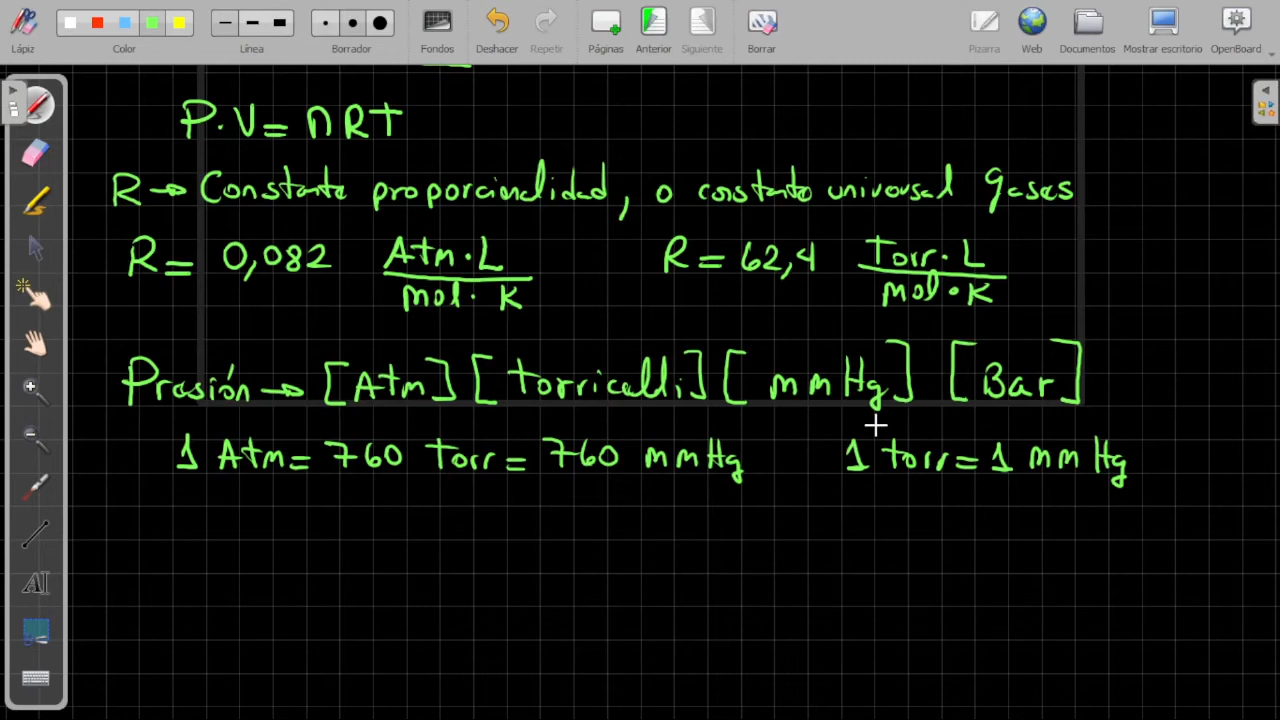 Lápiz Color Línea Borrador Fondos Deshacer Repetir Páginas Anterior Siguiente Borrar Pizarra Web Documentos Mostrar escritorio OpenBoard
P.V= nRT
R→ Constante proporcionalidad, o constante universal Gases
R= 0,082 Atm·L / mol·K R= 62,4 Torr·L / mol·K
Presión→ [Atm] [torricelli] [mmHg] [Bar]
1 Atm= 760 Torr= 760 mmHg 1 torr= 1 mmHg
AI